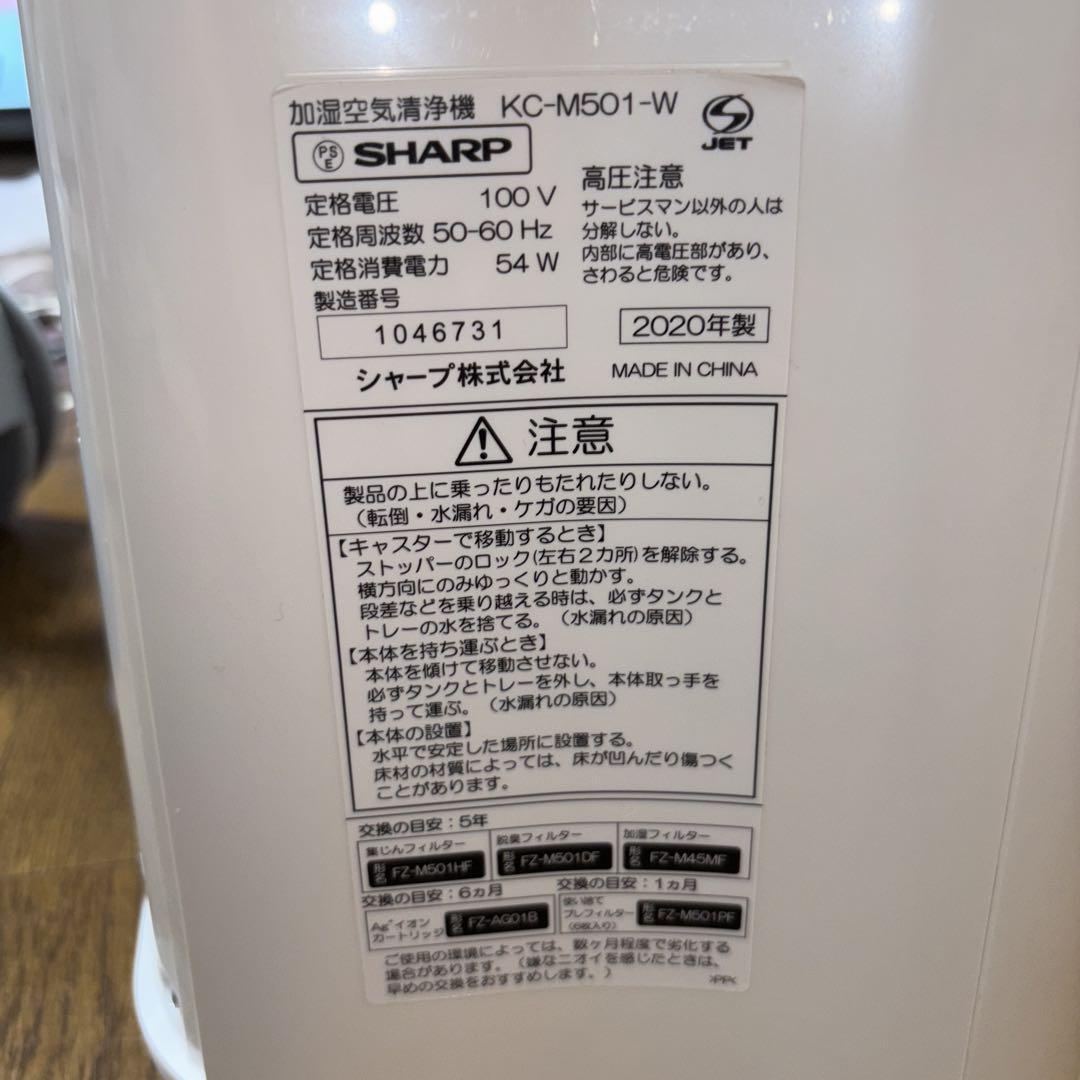 加湿空気清浄機 KC-M501-W
JET
PSE SHARP
定格電圧 100 V
定格周波数 50-60 Hz
定格消費電力 54 W
製造番号
1046731
シャープ株式会社
高圧注意
サービスマン以外の人は
分解しない。
内部に高電圧部があり、
さわると危険です。
2020年製
MADE IN CHINA
注意
製品の上に乗ったりもたれたりしない。
（転倒・水漏れ・ケガの要因）
【キャスターで移動するとき】
ストッパーのロック(左右2カ所)を解除する。
横方向にのみゆっくりと動かす。
段差などを乗り越える時は、必ずタンクと
トレーの水を捨てる。（水漏れの原因）
【本体を持ち運ぶとき】
本体を傾けて移動させない。
必ずタンクとトレーを外し、本体取っ手を
持って運ぶ。（水漏れの原因）
【本体の設置】
水平で安定した場所に設置する。
床材の材質によっては、床が凹んだり傷つく
ことがあります。
交換の目安：5年
集じんフィルター
形名 FZ-M501HF
脱臭フィルター
形名 FZ-M501DF
加湿フィルター
形名 FZ-M45MF
交換の目安：6ヵ月
Ag⁺イオン
カートリッジ
形名 FZ-AG01B
交換の目安：1ヵ月
使い捨て
プレフィルター
（6枚入り）
形名 FZ-M501PF
ご使用の環境によっては、数ヶ月程度で劣化する
場合があります。（嫌なニオイを感じたときは、
早めの交換をおすすめします。）
>PP<